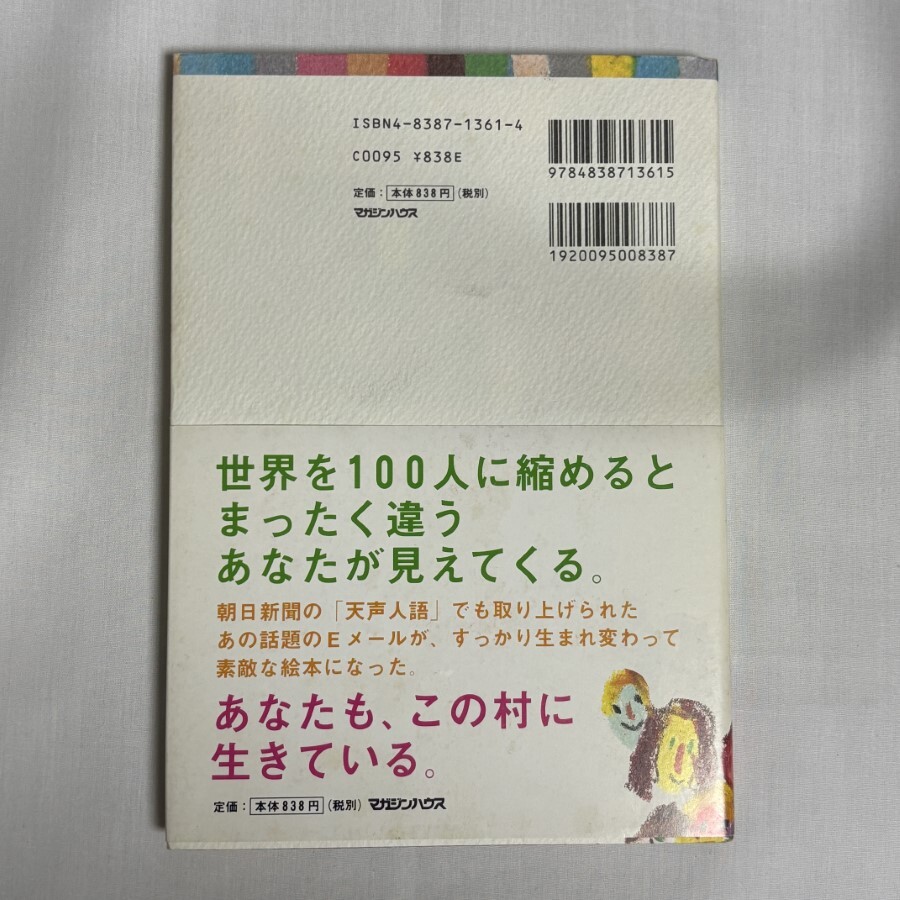 ISBN4-8387-1361-4
C0095 ¥838E
定価：本体838円（税別）
マガジンハウス
9784838713615
1920095008387
世界を100人に縮めると
まったく違う
あなたが見えてくる。
朝日新聞の「天声人語」でも取り上げられた
あの話題のEメールが、すっかり生まれ変わって
素敵な絵本になった。
あなたも、この村に
生きている。
定価：本体838円（税別） マガジンハウス